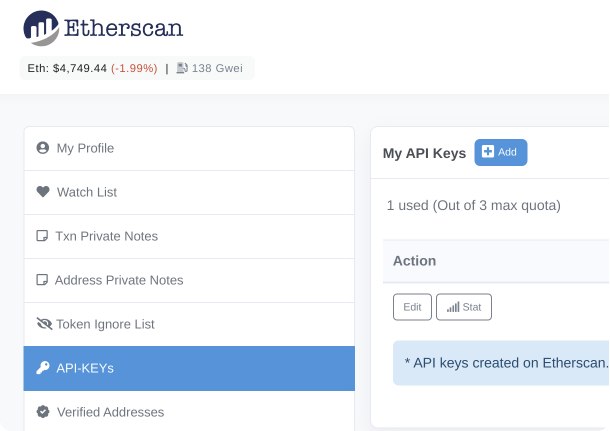 Etherscan
Eth: $4,749.44 (-1.99%) | 138 Gwei
My Profile
Watch List
Txn Private Notes
Address Private Notes
Token Ignore List
API-KEYs
Verified Addresses
My API Keys Add
1 used (Out of 3 max quota)
Action
Edit Stat
* API keys created on Etherscan.